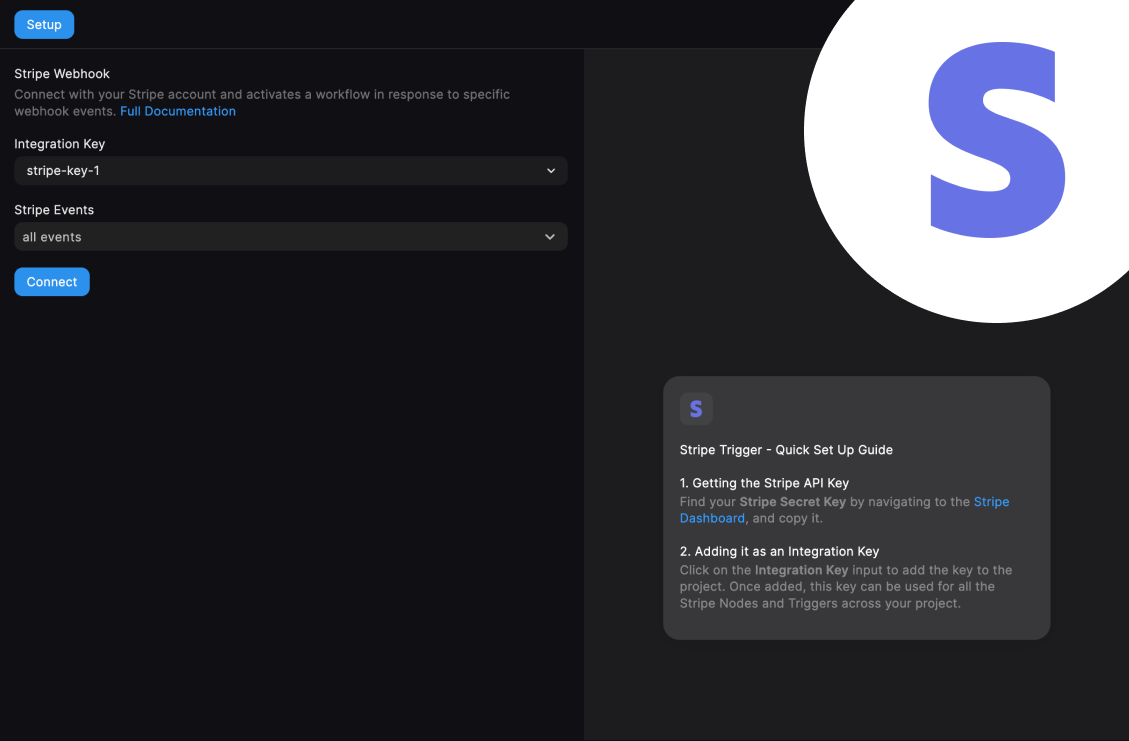 Setup
Stripe Webhook
Connect with your Stripe account and activates a workflow in response to specific
webhook events. Full Documentation
Integration Key
stripe-key-1
Stripe Events
all events
Connect
S
S
Stripe Trigger - Quick Set Up Guide
1. Getting the Stripe API Key
Find your Stripe Secret Key by navigating to the Stripe
Dashboard, and copy it.
2. Adding it as an Integration Key
Click on the Integration Key input to add the key to the
project. Once added, this key can be used for all the
Stripe Nodes and Triggers across your project.